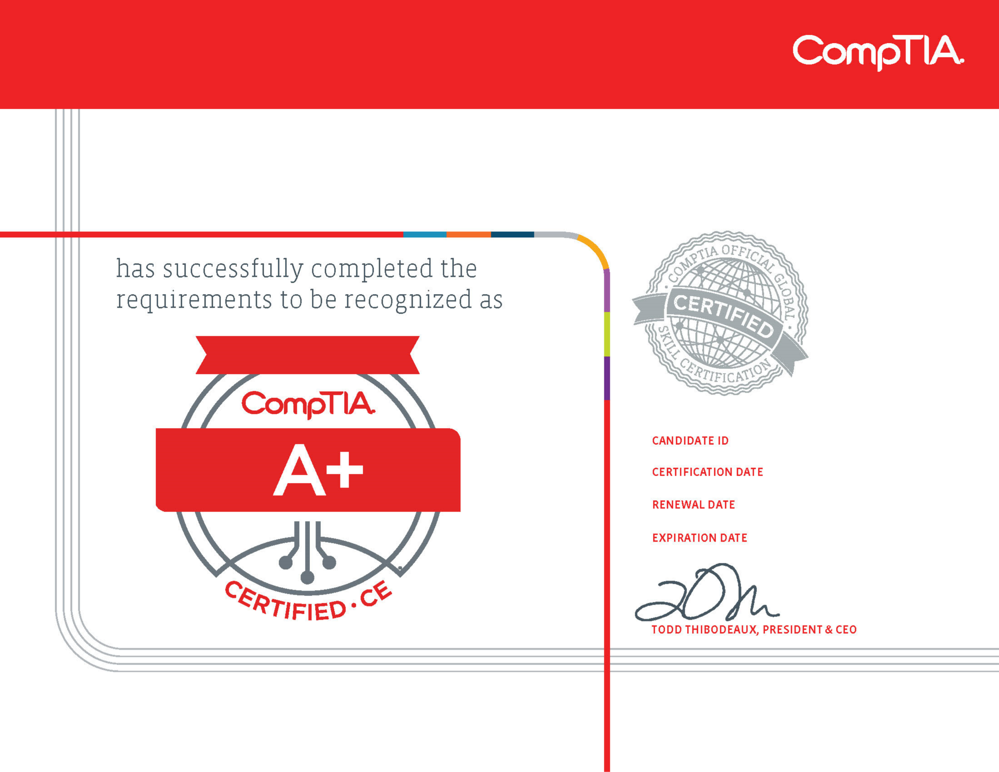 CompTIA.
has successfully completed the
requirements to be recognized as
CompTIA.
A+
CERTIFIED · CE
· COMPTIA OFFICIAL GLOBAL ·
CERTIFIED
SKILL CERTIFICATION
CANDIDATE ID
CERTIFICATION DATE
RENEWAL DATE
EXPIRATION DATE
TODD THIBODEAUX, PRESIDENT & CEO